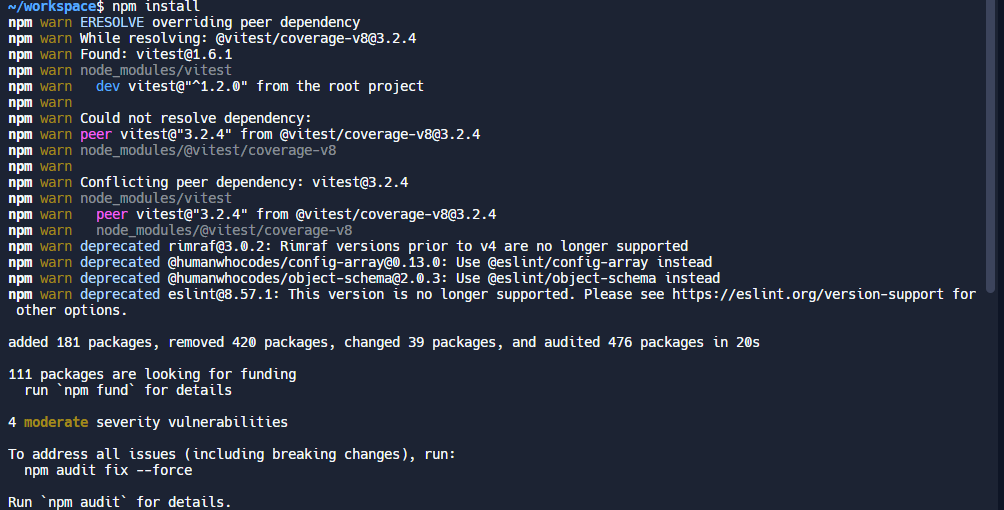 ~/workspace$ npm install
npm warn ERESOLVE overriding peer dependency
npm warn While resolving: @vitest/coverage-v8@3.2.4
npm warn Found: vitest@1.6.1
npm warn node_modules/vitest
npm warn   dev vitest@"^1.2.0" from the root project
npm warn
npm warn Could not resolve dependency:
npm warn peer vitest@"3.2.4" from @vitest/coverage-v8@3.2.4
npm warn node_modules/@vitest/coverage-v8
npm warn
npm warn Conflicting peer dependency: vitest@3.2.4
npm warn node_modules/vitest
npm warn   peer vitest@"3.2.4" from @vitest/coverage-v8@3.2.4
npm warn   node_modules/@vitest/coverage-v8
npm warn deprecated rimraf@3.0.2: Rimraf versions prior to v4 are no longer supported
npm warn deprecated @humanwhocodes/config-array@0.13.0: Use @eslint/config-array instead
npm warn deprecated @humanwhocodes/object-schema@2.0.3: Use @eslint/object-schema instead
npm warn deprecated eslint@8.57.1: This version is no longer supported. Please see https://eslint.org/version-support for
 other options.

added 181 packages, removed 420 packages, changed 39 packages, and audited 476 packages in 20s

111 packages are looking for funding
  run `npm fund` for details

4 moderate severity vulnerabilities

To address all issues (including breaking changes), run:
  npm audit fix --force

Run `npm audit` for details.